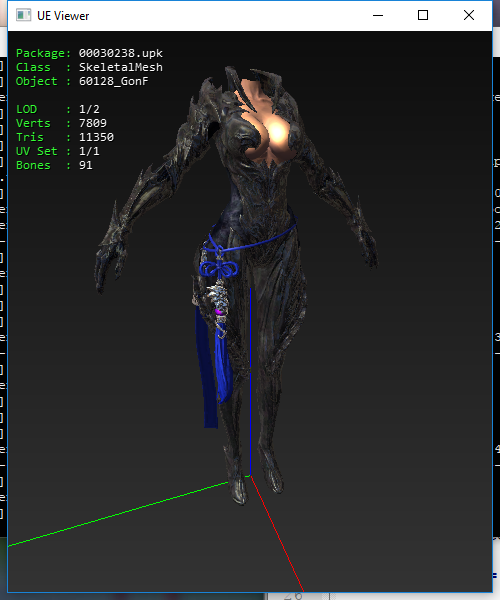 UE Viewer
Package: 00030238.upk
Class : SkeletalMesh
Object : 60128_GonF
LOD : 1/2
Verts : 7809
Tris : 11350
UV Set : 1/1
Bones : 91